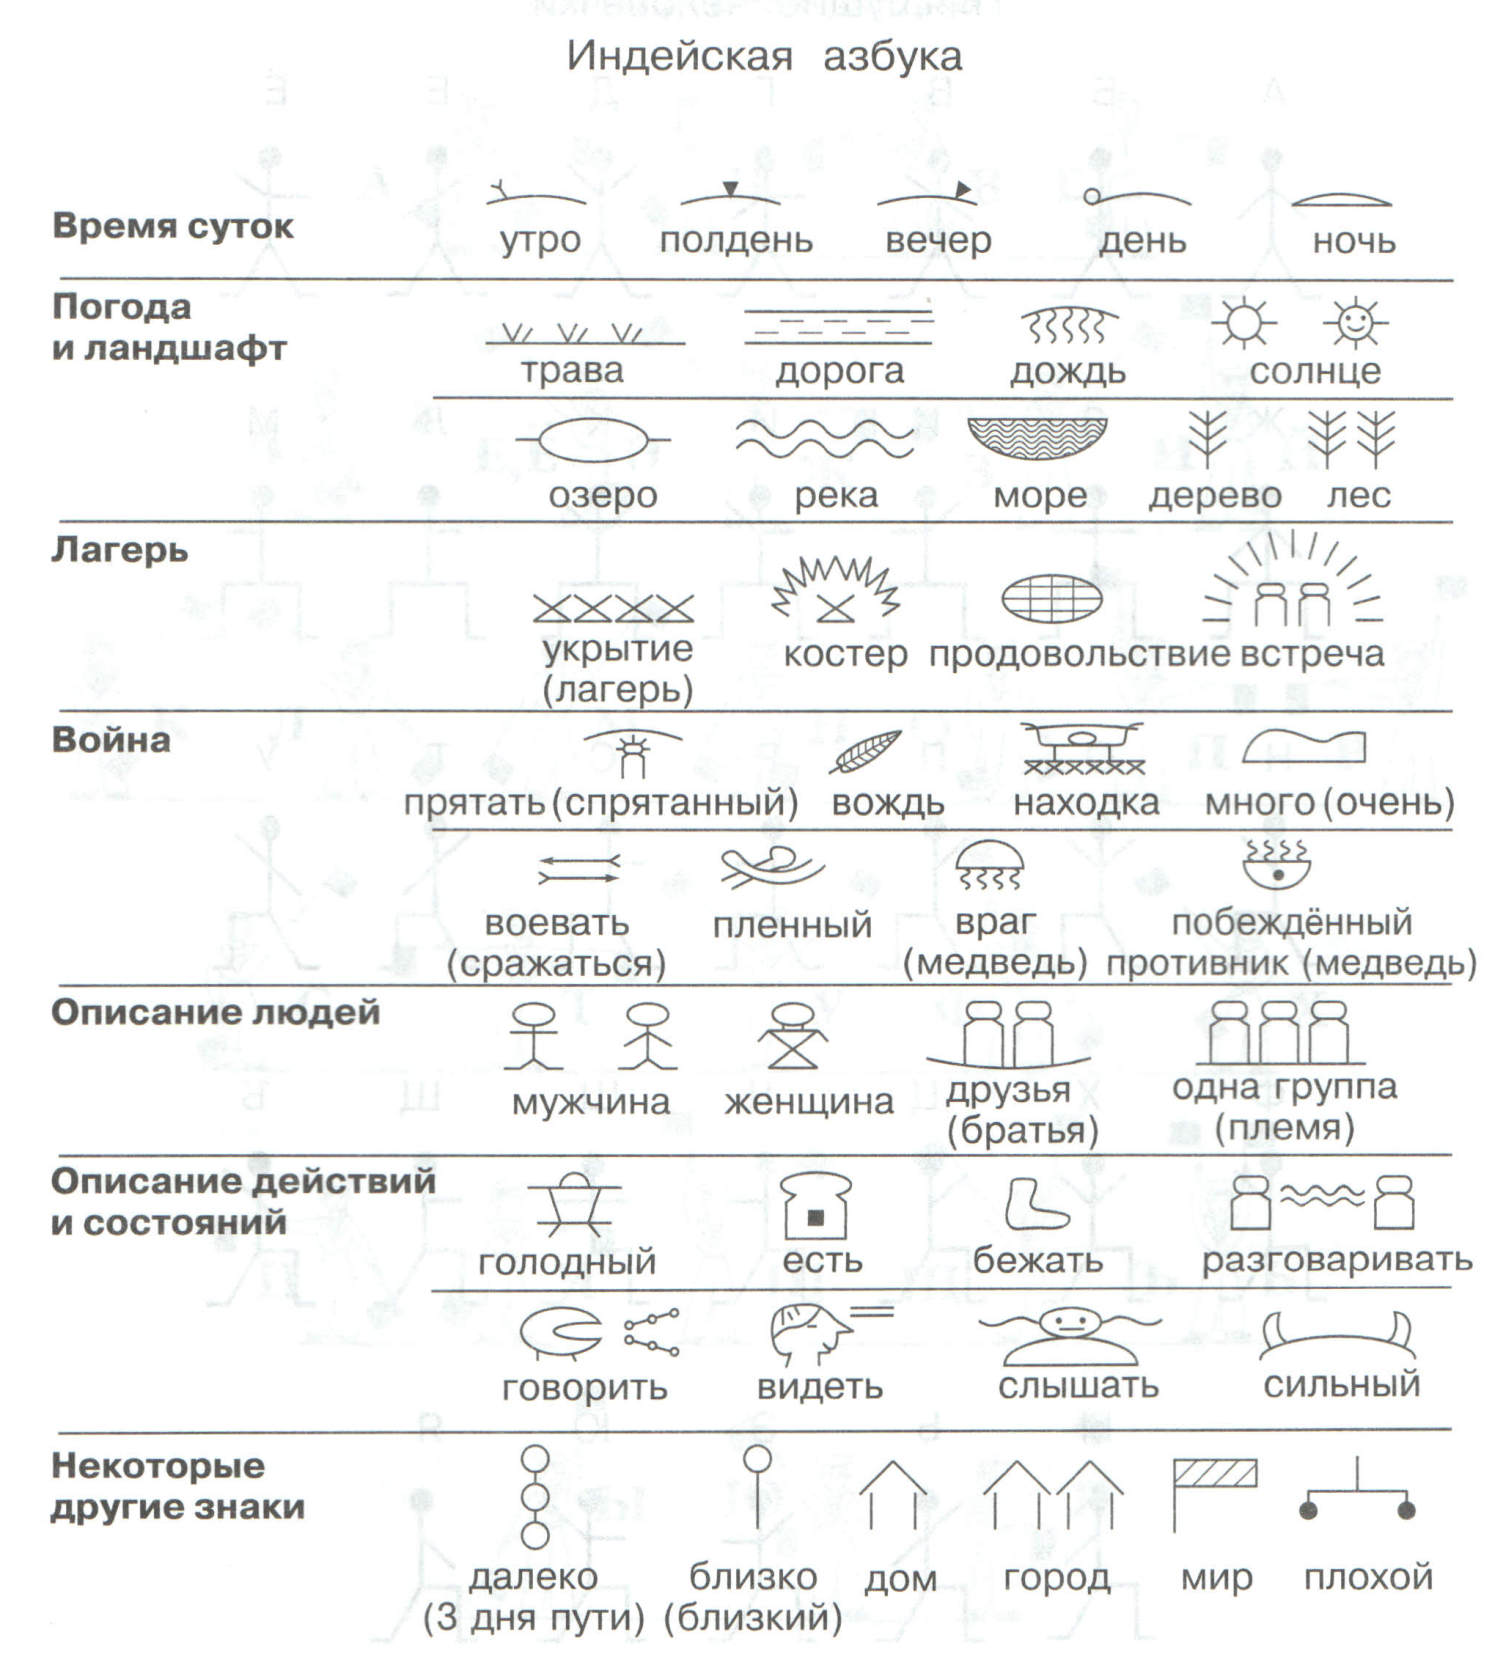 Индейская азбука
Время суток
утро полдень вечер день ночь
Погода
и ландшафт
трава дорога дождь солнце
озеро река море дерево лес
Лагерь
укрытие
(лагерь)
костер продовольствие встреча
Война
прятать (спрятанный) вождь находка много (очень)
воевать
(сражаться)
пленный
враг
(медведь)
побеждённый
противник (медведь)
Описание людей
мужчина женщина
друзья
(братья)
одна группа
(племя)
Описание действий
и состояний
голодный есть бежать разговаривать
говорить видеть слышать сильный
Некоторые
другие знаки
далеко
(3 дня пути)
близко
(близкий)
дом город мир плохой